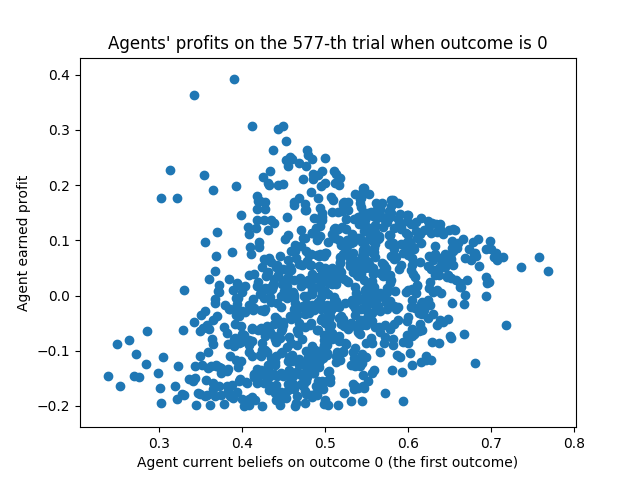 Agents' profits on the 577-th trial when outcome is 0
0.4
0.3
0.2
0.1
0.0
−0.1
−0.2
Agent earned profit
0.3 0.4 0.5 0.6 0.7 0.8
Agent current beliefs on outcome 0 (the first outcome)